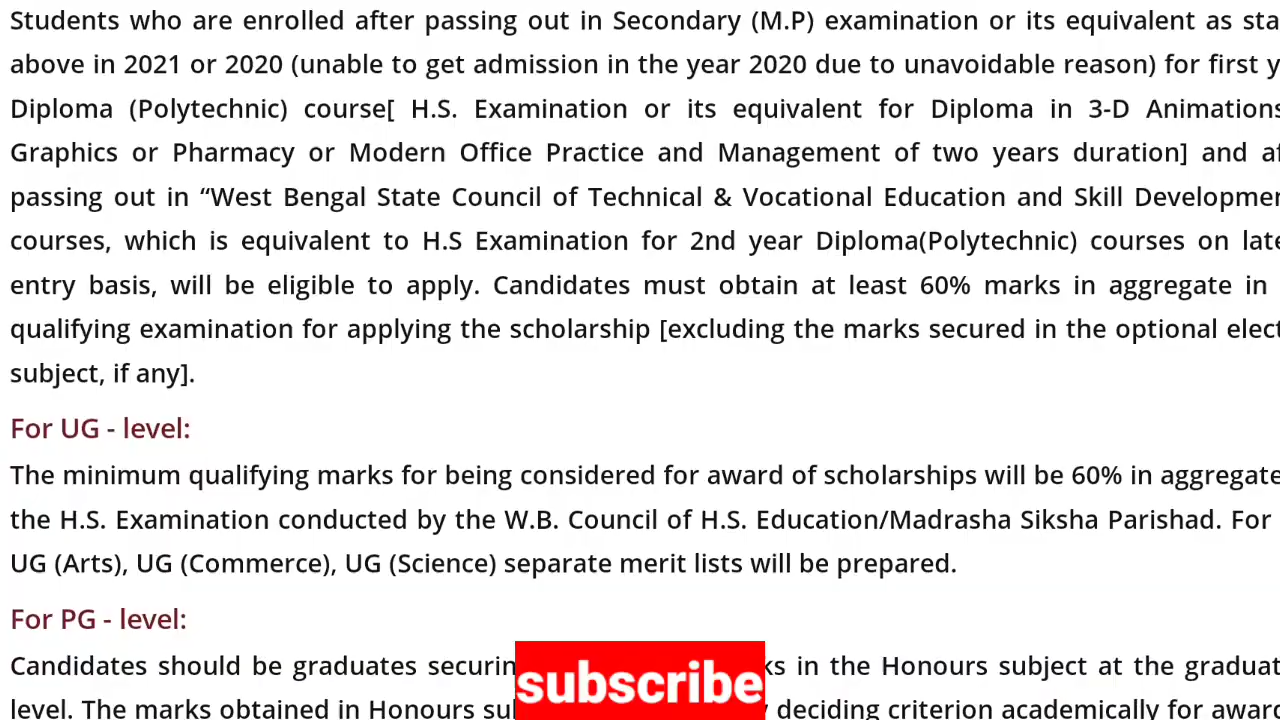 Students who are enrolled after passing out in Secondary (M.P) examination or its equivalent as sta
above in 2021 or 2020 (unable to get admission in the year 2020 due to unavoidable reason) for first y
Diploma (Polytechnic) course[ H.S. Examination or its equivalent for Diploma in 3-D Animations
Graphics or Pharmacy or Modern Office Practice and Management of two years duration] and af
passing out in “West Bengal State Council of Technical & Vocational Education and Skill Developmen
courses, which is equivalent to H.S Examination for 2nd year Diploma(Polytechnic) courses on late
entry basis, will be eligible to apply. Candidates must obtain at least 60% marks in aggregate in
qualifying examination for applying the scholarship [excluding the marks secured in the optional elect
subject, if any].
For UG - level:
The minimum qualifying marks for being considered for award of scholarships will be 60% in aggregate
the H.S. Examination conducted by the W.B. Council of H.S. Education/Madrasha Siksha Parishad. For
UG (Arts), UG (Commerce), UG (Science) separate merit lists will be prepared.
For PG - level:
Candidates should be graduates securin ks in the Honours subject at the graduat
level. The marks obtained in Honours su deciding criterion academically for award
subscribe